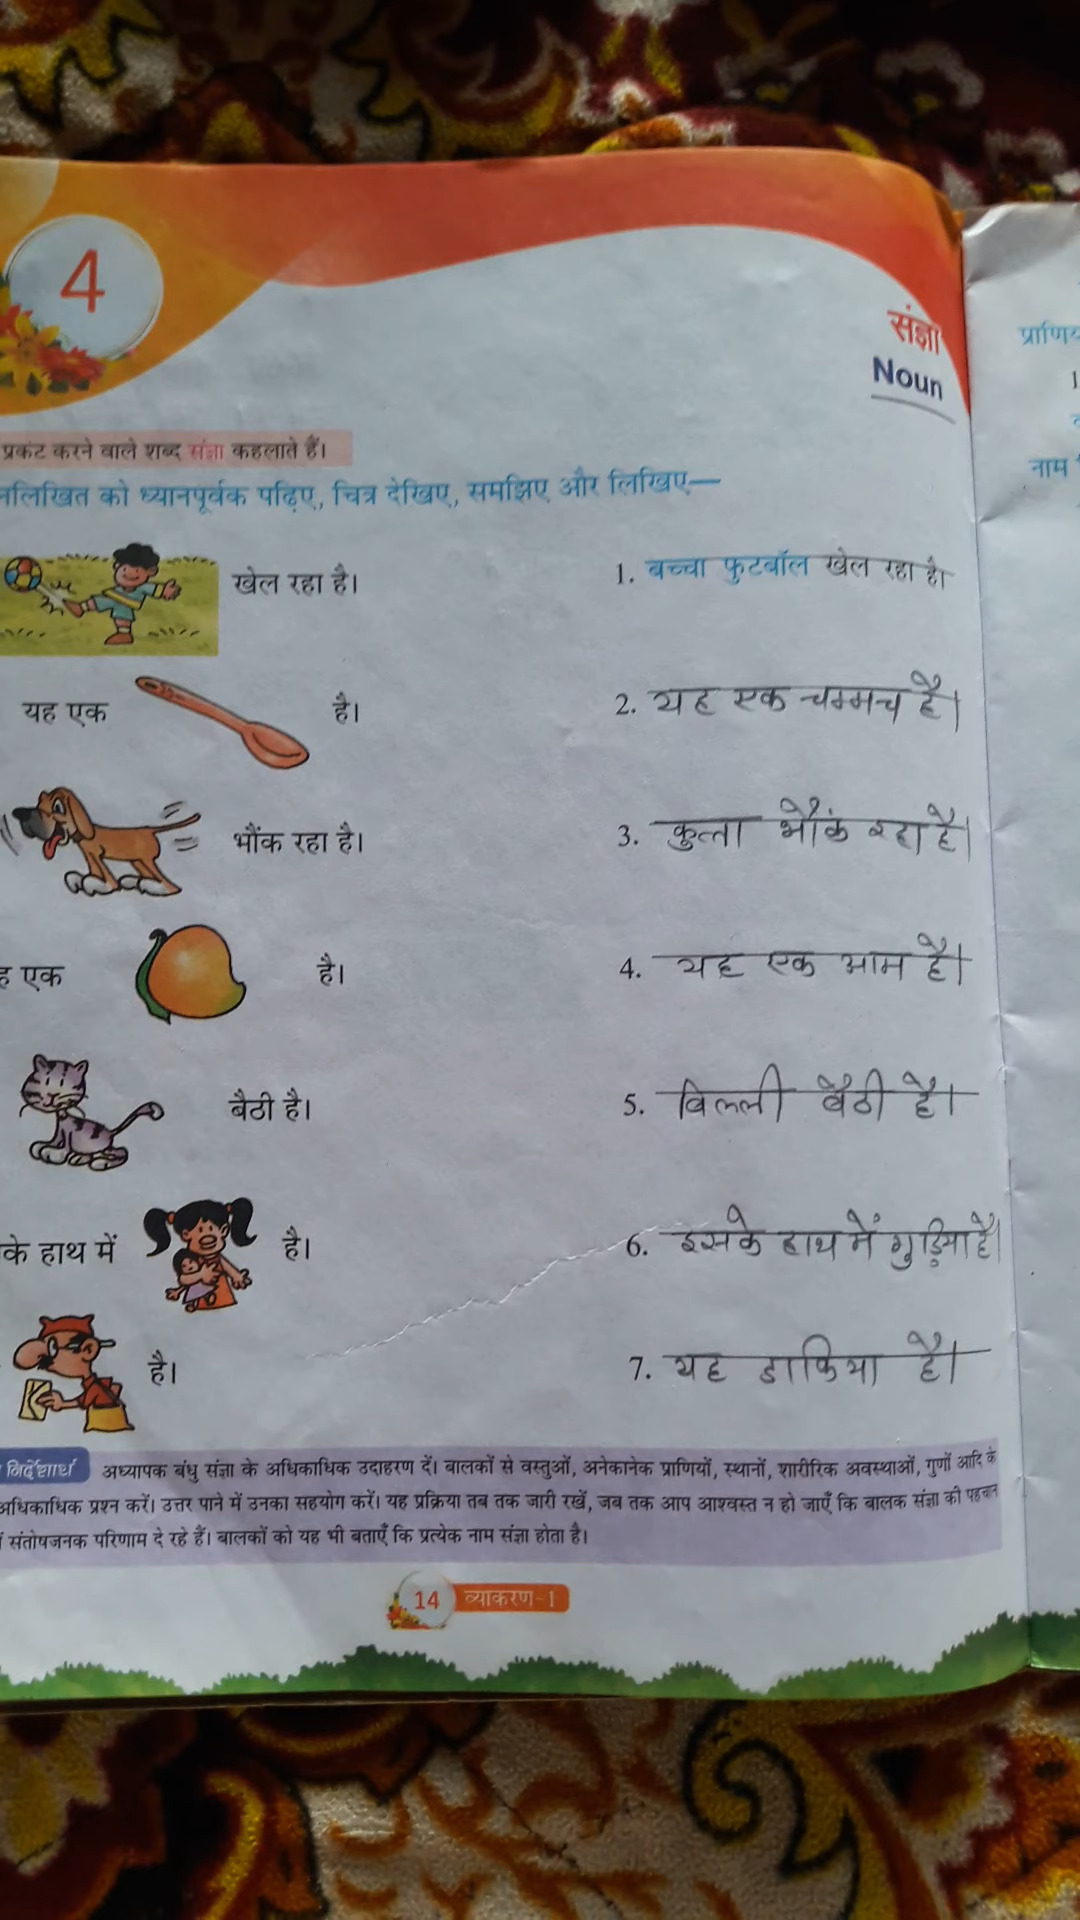 4
संज्ञा
Noun
प्रकट करने वाले शब्द संज्ञा कहलाते हैं।
को ध्यानपूर्वक पढ़िए, चित्र देखिए, समझिए और लिखिए—
खेल रहा है।
1. बच्चा फुटबॉल खेल रहा है।
यह एक है।
2. यह एक चम्मच है।
भौंक रहा है।
3. कुत्ता भौंक रहा है।
एक है।
4. यह एक आम है।
बैठी है।
5. बिल्ली बैठी है।
के हाथ में है।
6. इसके हाथ में गुड़िया है।
है।
7. यह डाकिया है।
निर्देशार्थ अध्यापक बंधु संज्ञा के अधिकाधिक उदाहरण दें। बालकों से वस्तुओं, अनेकानेक प्राणियों, स्थानों, शारीरिक अवस्थाओं, गुणों आदि के
अधिकाधिक प्रश्न करें। उत्तर पाने में उनका सहयोग करें। यह प्रक्रिया तब तक जारी रखें, जब तक आप आश्वस्त न हो जाएँ कि बालक संज्ञा की पहचान
संतोषजनक परिणाम दे रहे हैं। बालकों को यह भी बताएँ कि प्रत्येक नाम संज्ञा होता है।
14 व्याकरण-1
1
नाम